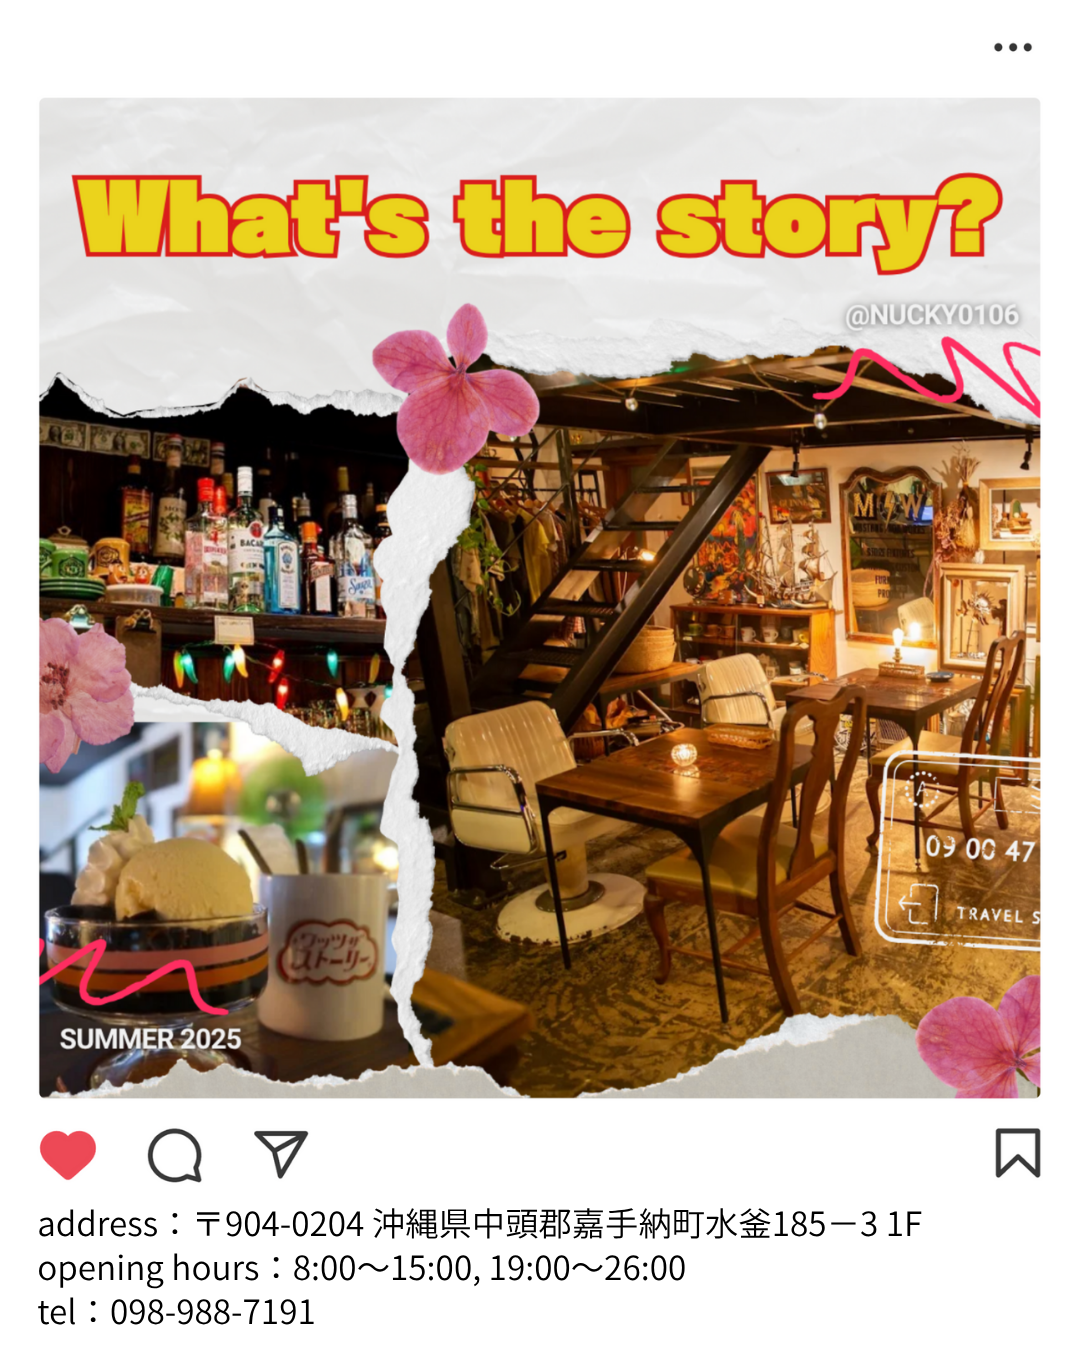 What's the story?
@NUCKY0106
BACARDI
M W
ワッツザ
ストーリー
09 00 47
TRAVEL S
SUMMER 2025
address：〒904-0204 沖縄県中頭郡嘉手納町水釜185－3 1F
opening hours：8:00～15:00, 19:00～26:00
tel：098-988-7191